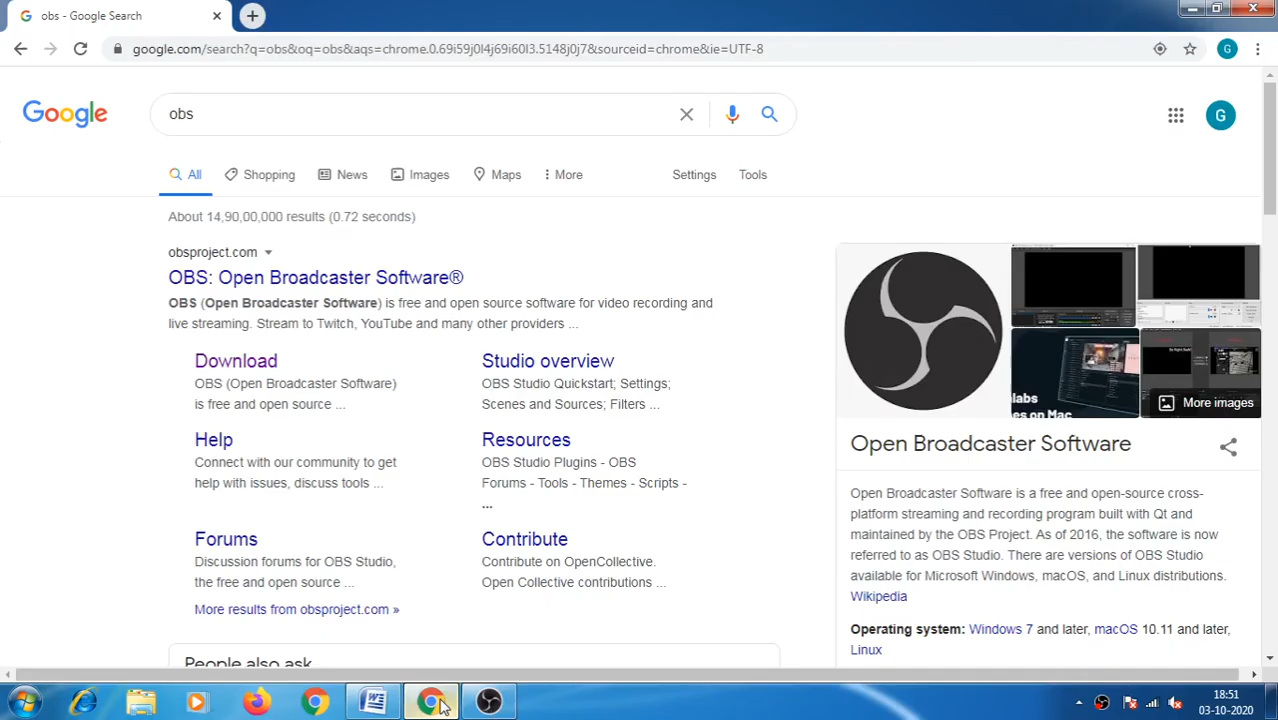 obs - Google Search
google.com/search?q=obs&oq=obs&aqs=chrome.0.69i59j0l4j69i60l3.5148j0j7&sourceid=chrome&ie=UTF-8
G
Google
obs
G
All
Shopping
News
Images
Maps
More
Settings
Tools
About 14,90,00,000 results (0.72 seconds)
obsproject.com
OBS: Open Broadcaster Software®
OBS (Open Broadcaster Software) is free and open source software for video recording and
live streaming. Stream to Twitch, YouTube and many other providers ...
Download
OBS (Open Broadcaster Software)
is free and open source ...
Studio overview
OBS Studio Quickstart; Settings;
Scenes and Sources; Filters ...
Help
Connect with our community to get
help with issues, discuss tools ...
Resources
OBS Studio Plugins - OBS
Forums - Tools - Themes - Scripts -
...
Forums
Discussion forums for OBS Studio,
the free and open source ...
Contribute
Contribute on OpenCollective.
Open Collective contributions ...
More results from obsproject.com »
People also ask
labs
es on Mac
More images
Open Broadcaster Software
Open Broadcaster Software is a free and open-source cross-
platform streaming and recording program built with Qt and
maintained by the OBS Project. As of 2016, the software is now
referred to as OBS Studio. There are versions of OBS Studio
available for Microsoft Windows, macOS, and Linux distributions.
Wikipedia
Operating system: Windows 7 and later, macOS 10.11 and later,
Linux
18:51
03-10-2020